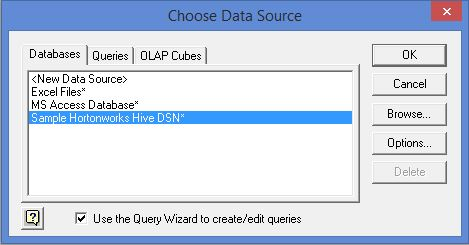 Choose Data Source
Databases Queries OLAP Cubes
<New Data Source>
Excel Files*
MS Access Database*
Sample Hortonworks Hive DSN*
OK
Cancel
Browse...
Options...
Delete
Use the Query Wizard to create/edit queries